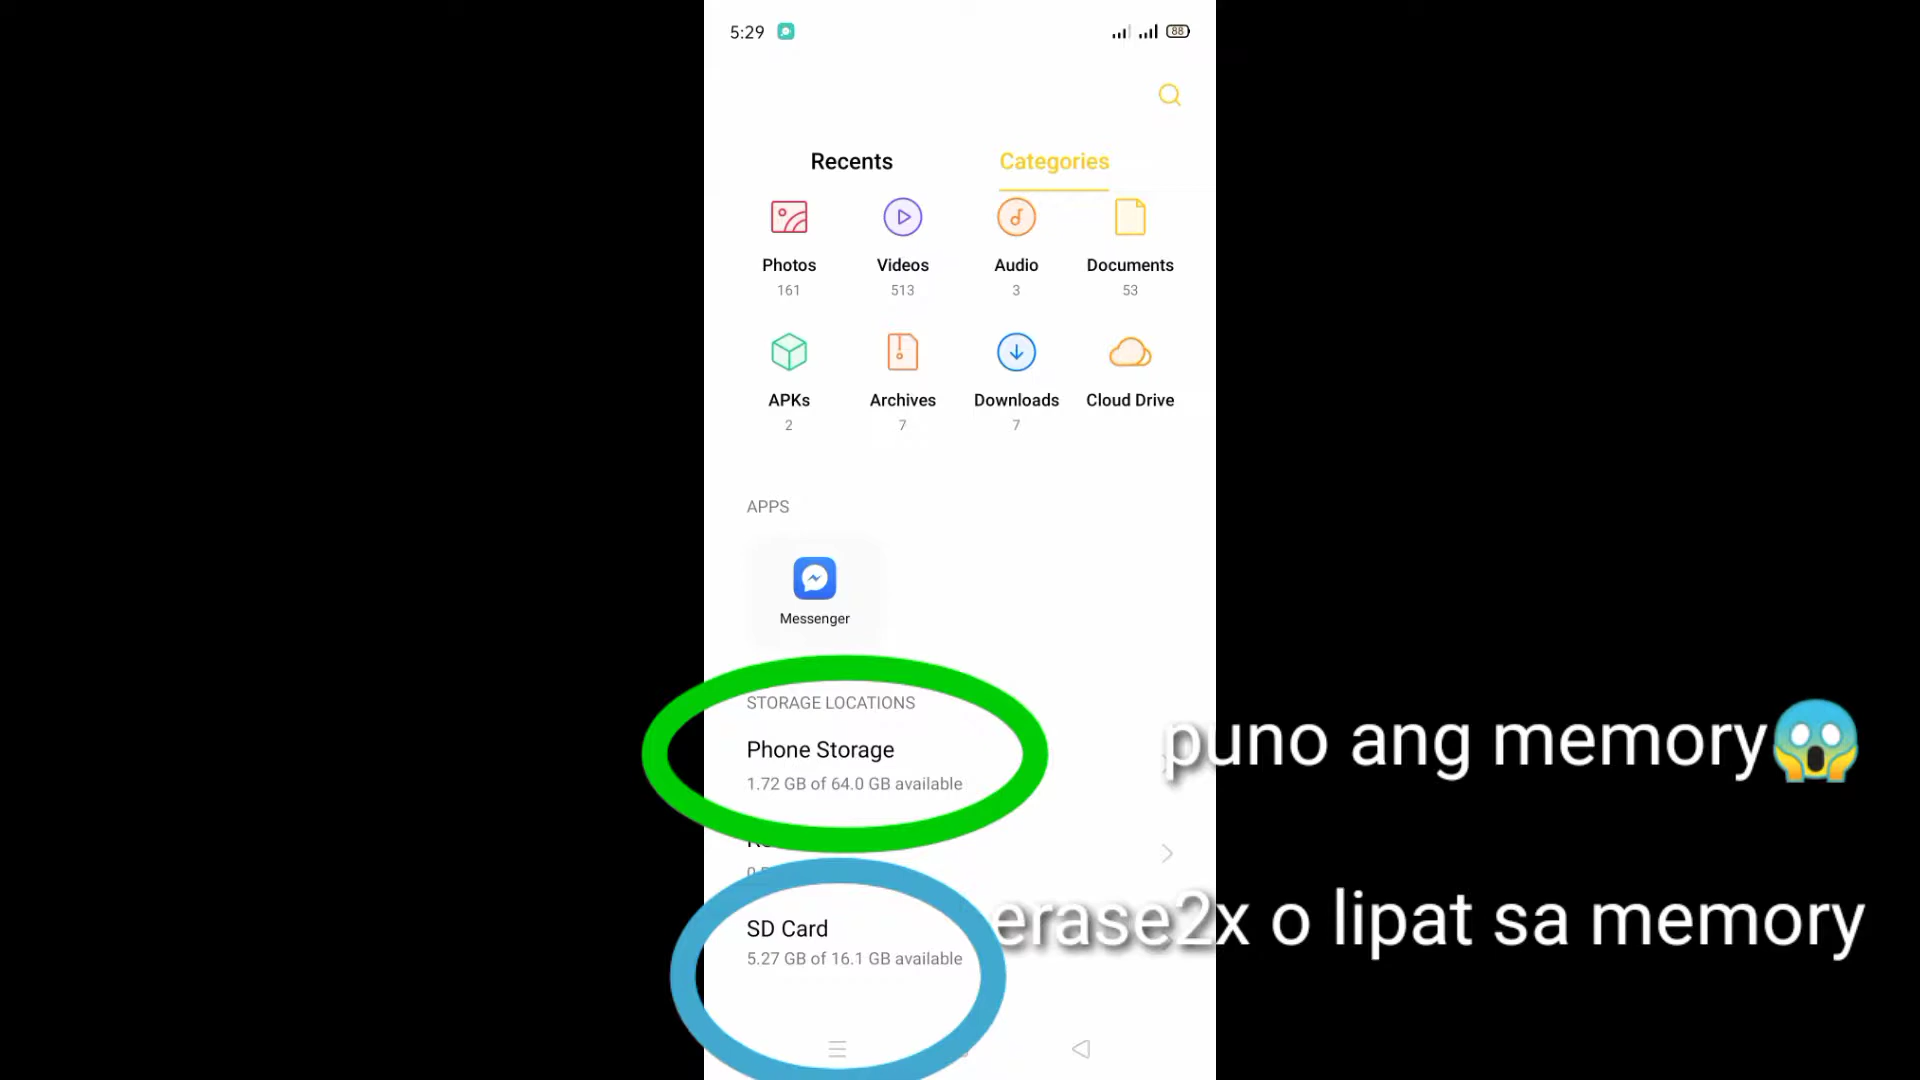 5:29
88
Recents Categories
Photos Videos Audio Documents
161 513 3 53
APKs Archives Downloads Cloud Drive
2 7 7
APPS
Messenger
STORAGE LOCATIONS
Phone Storage
1.72 GB of 64.0 GB available
puno ang memory😱
SD Card
5.27 GB of 16.1 GB available
erase2x o lipat sa memory